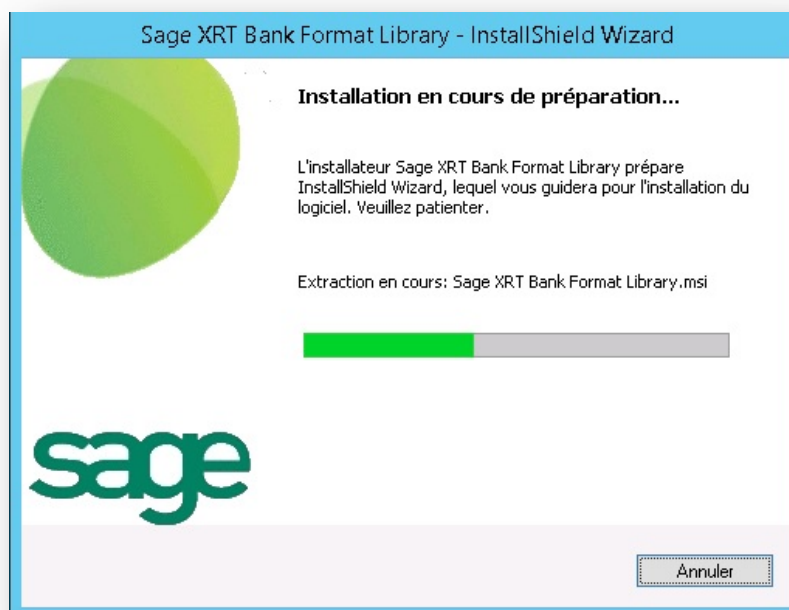 Sage XRT Bank Format Library - InstallShield Wizard
Installation en cours de préparation...
L'installateur Sage XRT Bank Format Library prépare
InstallShield Wizard, lequel vous guidera pour l'installation du
logiciel. Veuillez patienter.
Extraction en cours: Sage XRT Bank Format Library.msi
sage
Annuler